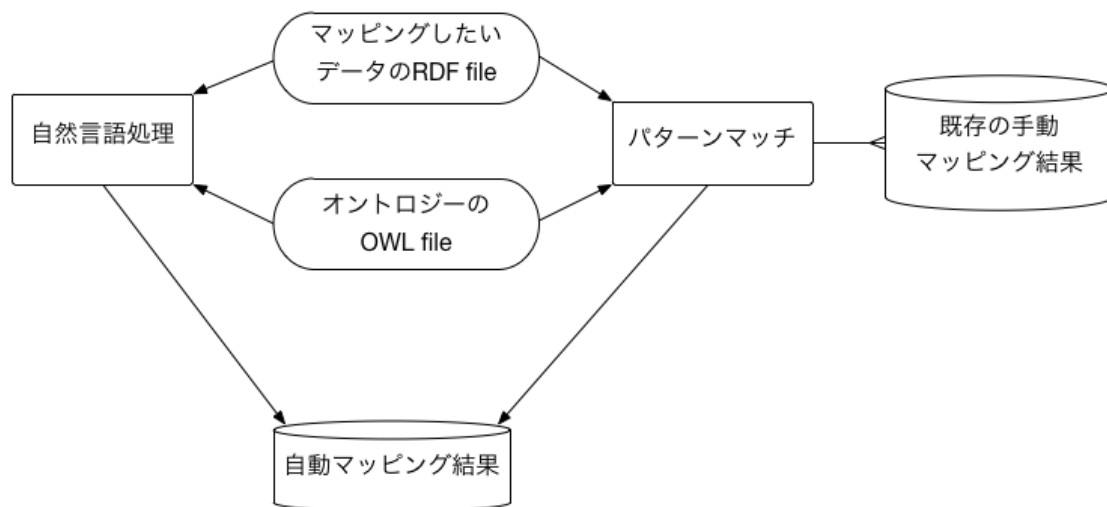 マッピングしたい
データのRDF file
自然言語処理
パターンマッチ
既存の手動
マッピング結果
オントロジーの
OWL file
自動マッピング結果